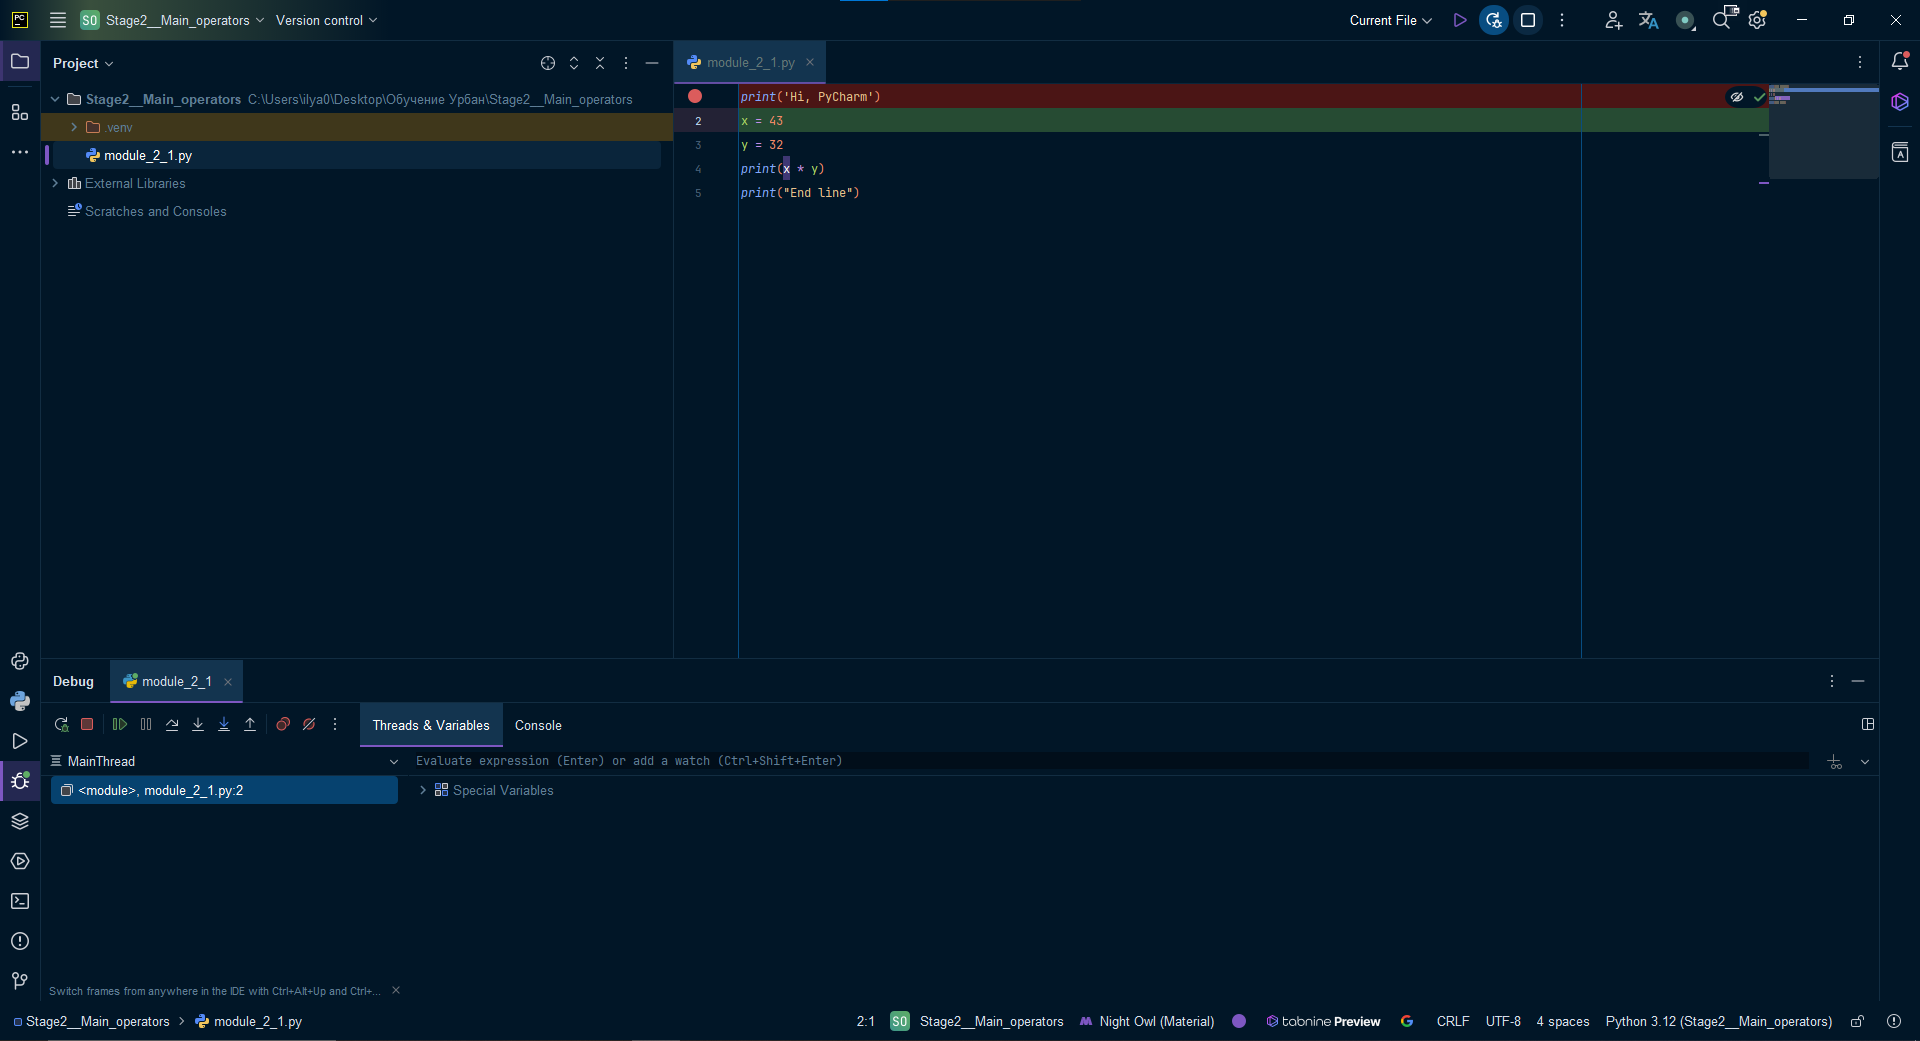 PC
SO Stage2__Main_operators Version control Current File
Project
Stage2__Main_operators C:\Users\ilya0\Desktop\Обучение Урбан\Stage2__Main_operators
.venv
module_2_1.py
External Libraries
Scratches and Consoles
module_2_1.py
print('Hi, PyCharm')
2 x = 43
3 y = 32
4 print(x * y)
5 print("End line")
Debug module_2_1
Threads & Variables Console
MainThread
Evaluate expression (Enter) or add a watch (Ctrl+Shift+Enter)
<module>, module_2_1.py:2
Special Variables
Switch frames from anywhere in the IDE with Ctrl+Alt+Up and Ctrl+...
Stage2__Main_operators module_2_1.py 2:1 SO Stage2__Main_operators Night Owl (Material) tabnine Preview G CRLF UTF-8 4 spaces Python 3.12 (Stage2__Main_operators)